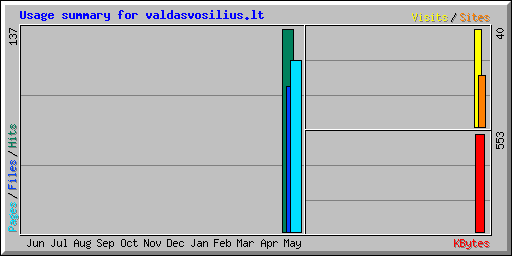 Usage summary for valdasvosilius.lt
Visits/Sites
137
40
553
Pages/Files/Hits
Jun Jul Aug Sep Oct Nov Dec Jan Feb Mar Apr May
KBytes